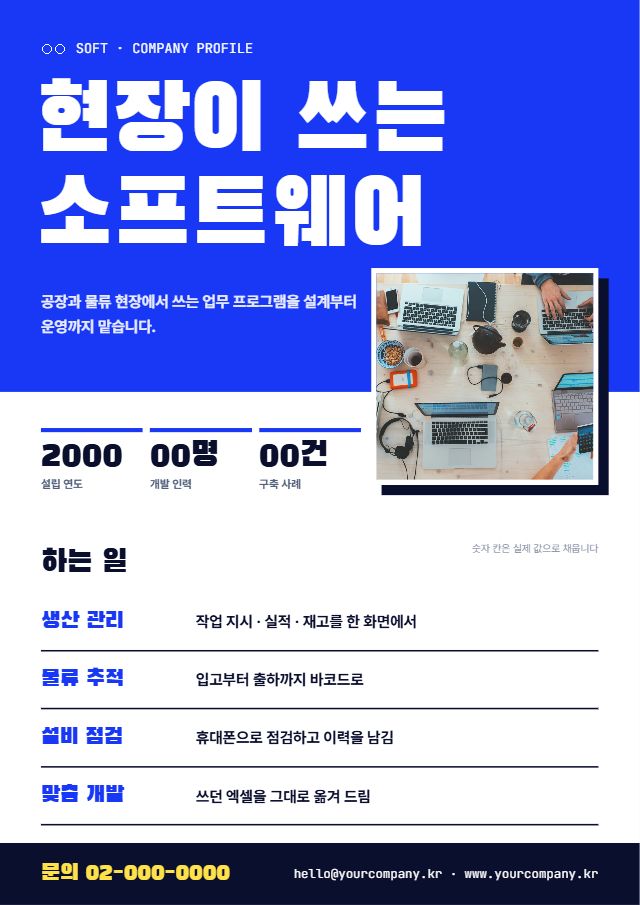 ○○ SOFT · COMPANY PROFILE
현장이 쓰는
소프트웨어
공장과 물류 현장에서 쓰는 업무 프로그램을 설계부터
운영까지 맡습니다.
2000
설립 연도
00명
개발 인력
00건
구축 사례
하는 일
숫자 칸은 실제 값으로 채웁니다
생산 관리
작업 지시 · 실적 · 재고를 한 화면에서
물류 추적
입고부터 출하까지 바코드로
설비 점검
휴대폰으로 점검하고 이력을 남김
맞춤 개발
쓰던 엑셀을 그대로 옮겨 드림
문의 02-000-0000
hello@yourcompany.kr · www.yourcompany.kr